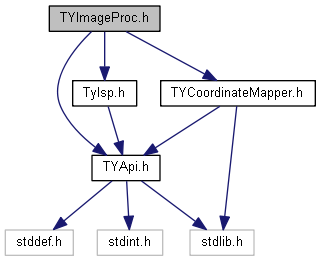 TYImageProc.h
TyIsp.h
TYCoordinateMapper.h
TYApi.h
stddef.h
stdint.h
stdlib.h